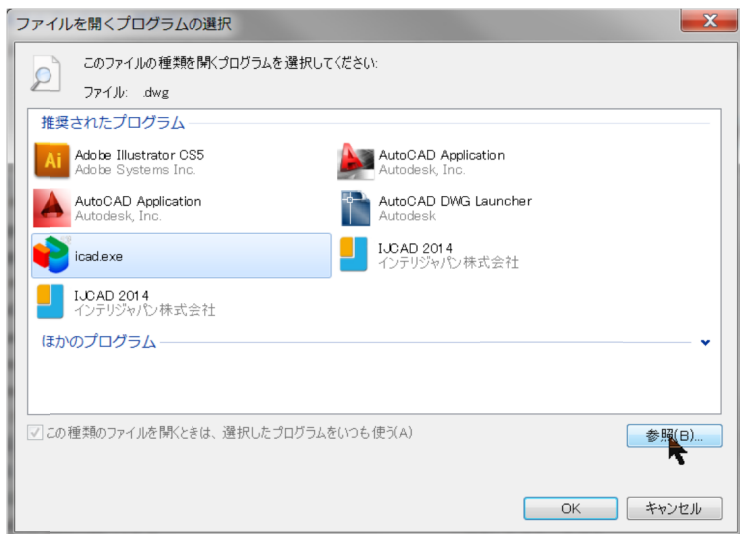 ファイルを開くプログラムの選択
このファイルの種類を開くプログラムを選択してください:
ファイル: .dwg
推奨されたプログラム
Ai
Adobe Illustrator CS5
Adobe Systems Inc.
AutoCAD Application
Autodesk, Inc.
AutoCAD Application
Autodesk, Inc.
AutoCAD DWG Launcher
Autodesk
icad.exe
IJCAD 2014
インテリジャパン株式会社
IJCAD 2014
インテリジャパン株式会社
ほかのプログラム
この種類のファイルを開くときは、選択したプログラムをいつも使う(A)
参照(B)...
OK
キャンセル